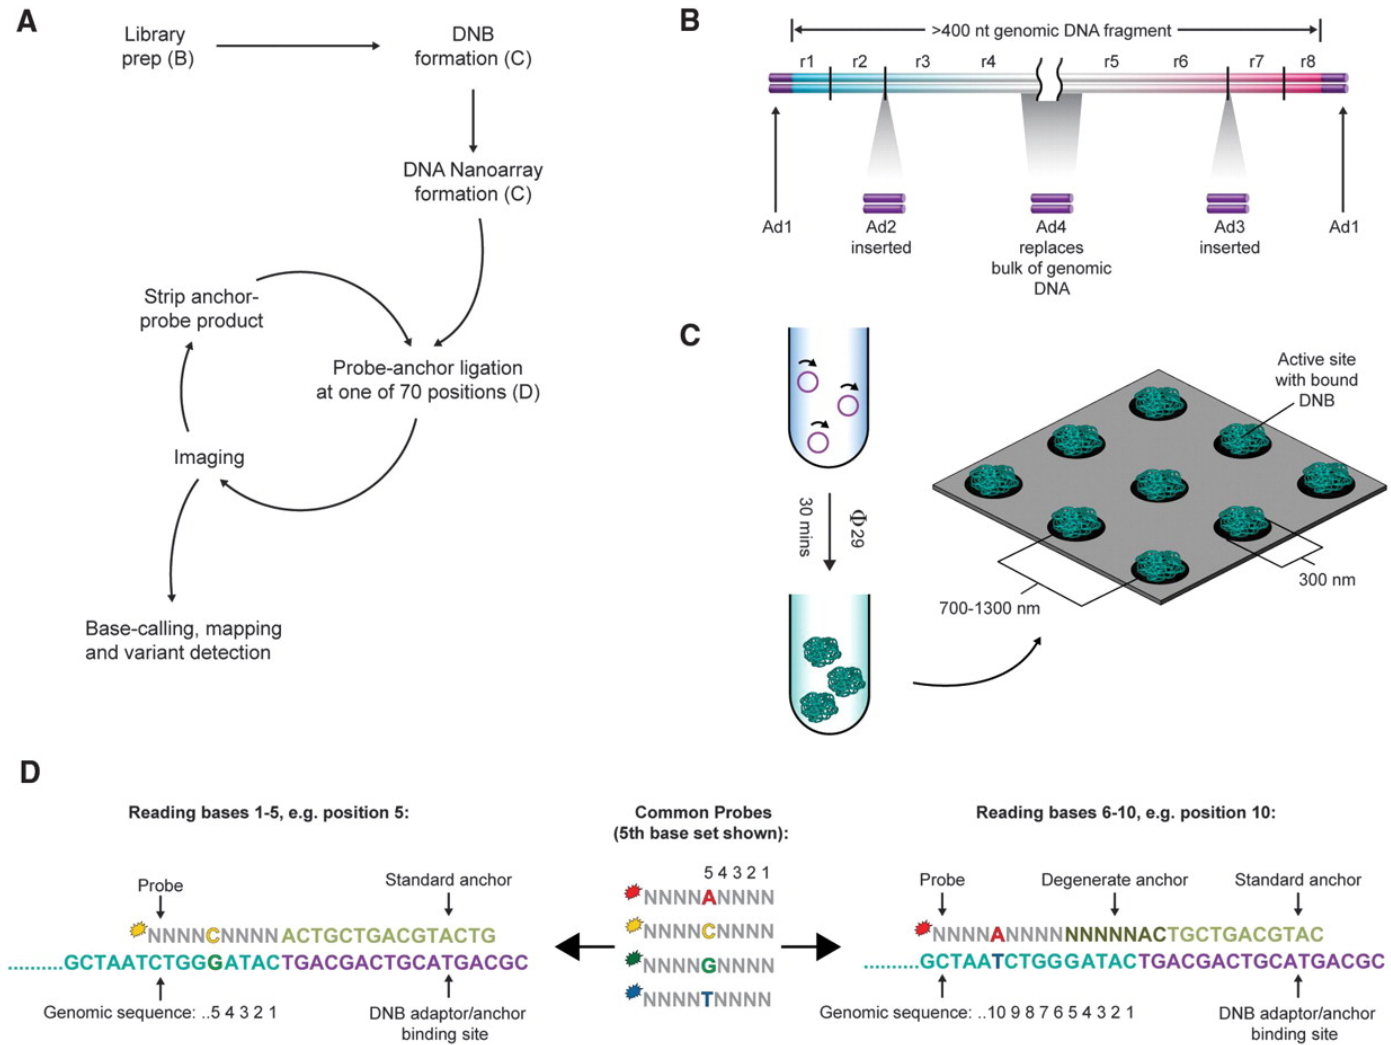 A
Library
prep (B)
DNB
formation (C)
DNA Nanoarray
formation (C)
Strip anchor-
probe product
Probe-anchor ligation
at one of 70 positions (D)
Imaging
Base-calling, mapping
and variant detection
B
>400 nt genomic DNA fragment
r1 r2 r3 r4 r5 r6 r7 r8
Ad1
Ad2
inserted
Ad4
replaces
bulk of genomic
DNA
Ad3
inserted
Ad1
C
Φ29
30 mins
Active site
with bound
DNB
700-1300 nm
300 nm
D
Reading bases 1-5, e.g. position 5:
Probe
Standard anchor
NNNNCNNNNACTGCTGACGTACTG
..........GCTAATCTGGGATACTGACGACTGCATGACGC
Genomic sequence: ..5 4 3 2 1
DNB adaptor/anchor
binding site
Common Probes
(5th base set shown):
5 4 3 2 1
NNNNANNNN
NNNNCNNNN
NNNNGNNNN
NNNNTNNNN
Reading bases 6-10, e.g. position 10:
Probe
Degenerate anchor
Standard anchor
NNNNANNNNNNNNNACTGCTGACGTAC
..........GCTAATCTGGGATACTGACGACTGCATGACGC
Genomic sequence: ..10 9 8 7 6 5 4 3 2 1
DNB adaptor/anchor
binding site